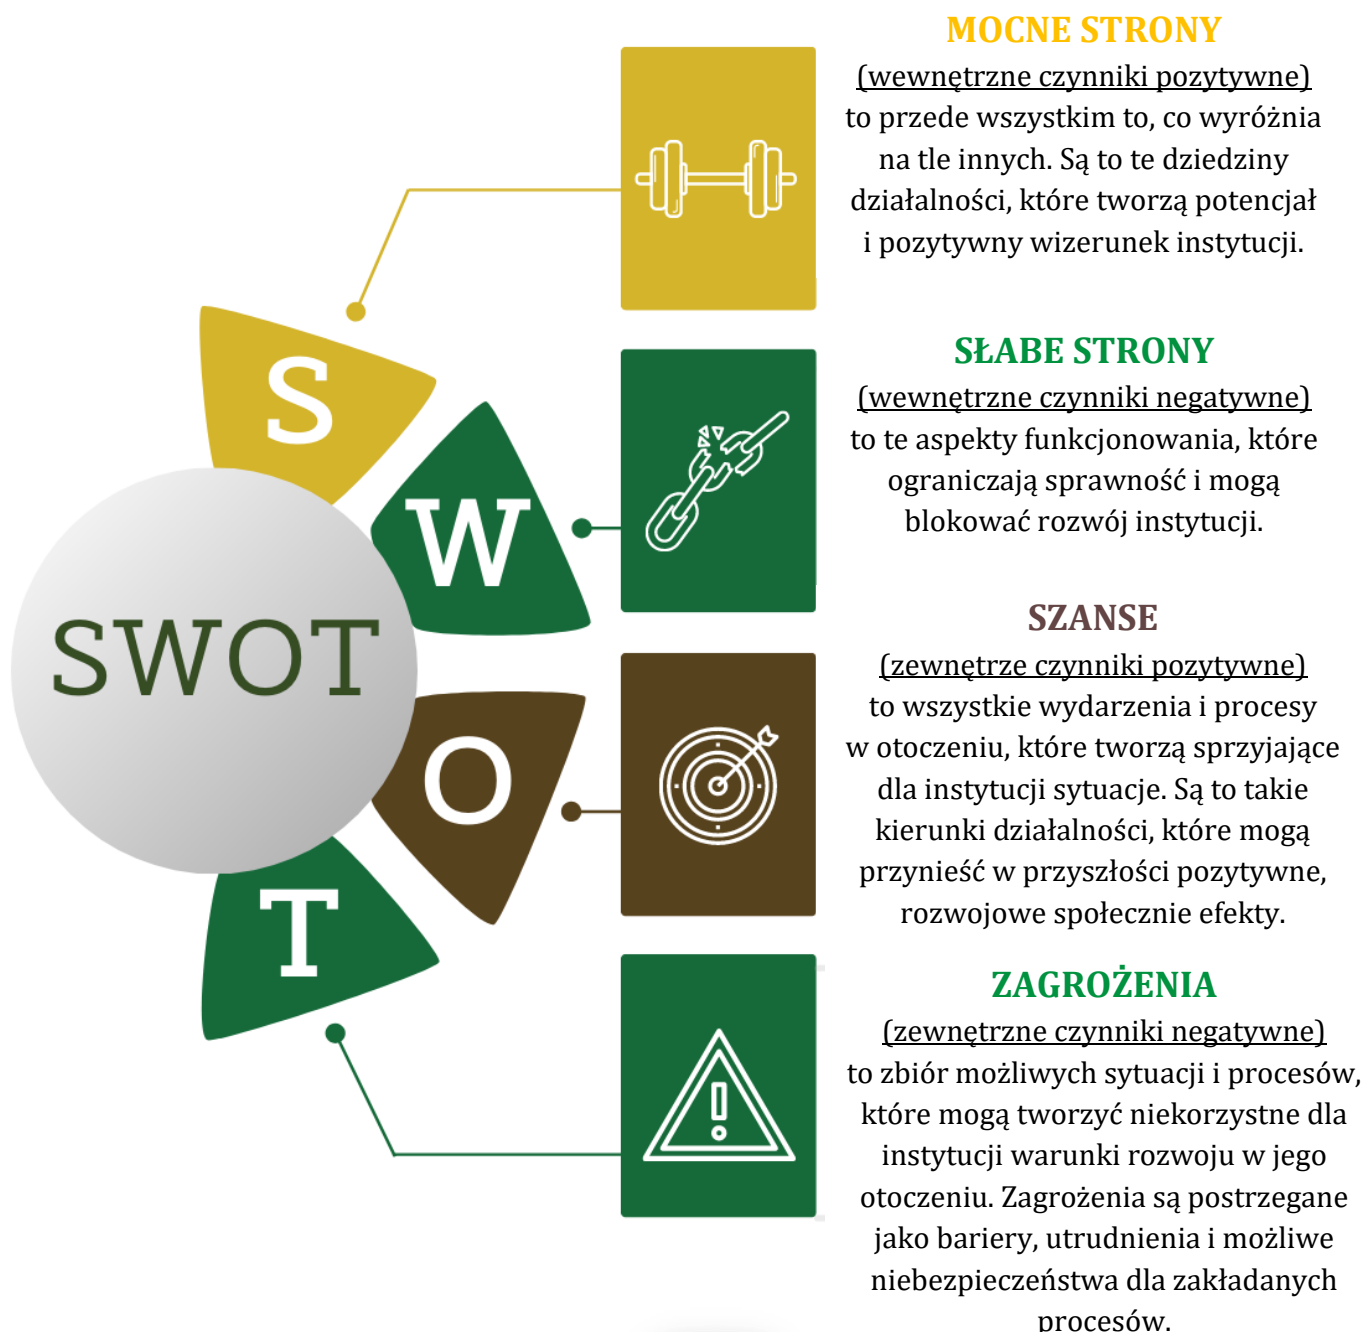 MOCNE STRONY
(wewnętrzne czynniki pozytywne)
to przede wszystkim to, co wyróżnia
na tle innych. Są to te dziedziny
działalności, które tworzą potencjał
i pozytywny wizerunek instytucji.
S
SŁABE STRONY
(wewnętrzne czynniki negatywne)
to te aspekty funkcjonowania, które
ograniczają sprawność i mogą
blokować rozwój instytucji.
W
SWOT
SZANSE
(zewnętrze czynniki pozytywne)
to wszystkie wydarzenia i procesy
w otoczeniu, które tworzą sprzyjające
dla instytucji sytuacje. Są to takie
kierunki działalności, które mogą
przynieść w przyszłości pozytywne,
rozwojowe społecznie efekty.
O
T
ZAGROŻENIA
(zewnętrzne czynniki negatywne)
to zbiór możliwych sytuacji i procesów,
które mogą tworzyć niekorzystne dla
instytucji warunki rozwoju w jego
otoczeniu. Zagrożenia są postrzegane
jako bariery, utrudnienia i możliwe
niebezpieczeństwa dla zakładanych
procesów.